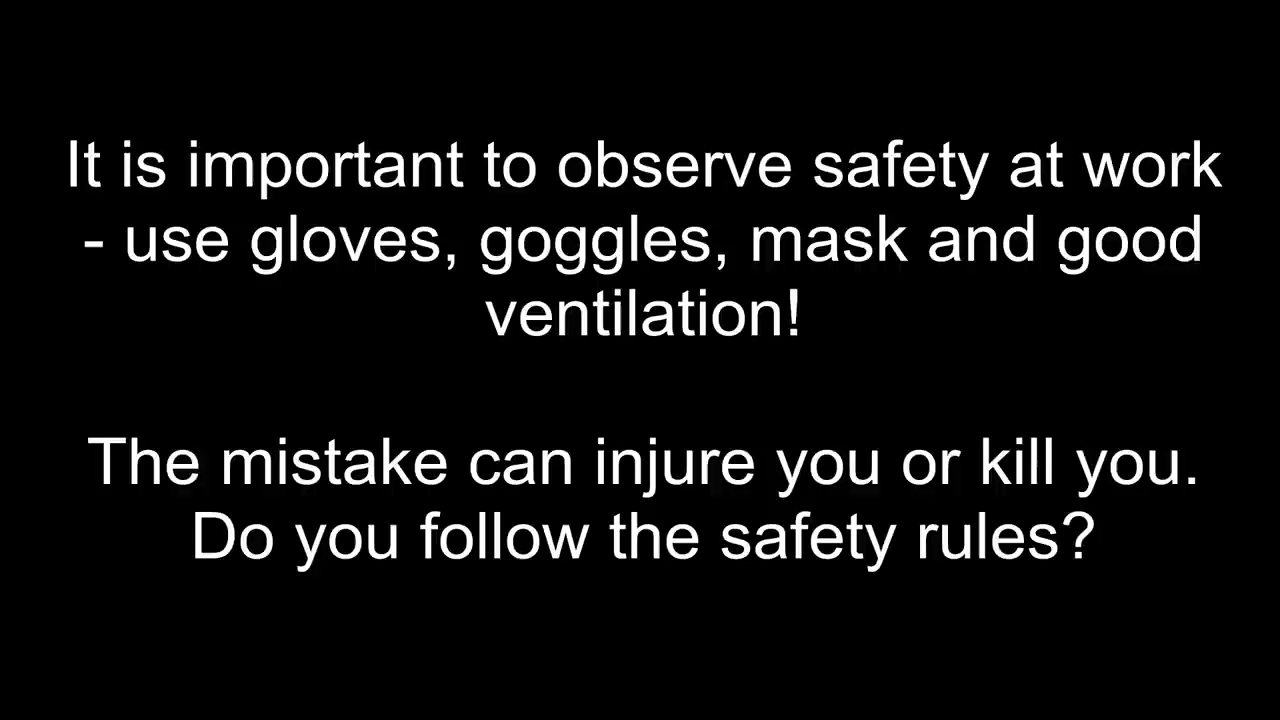 It is important to observe safety at work
- use gloves, goggles, mask and good
ventilation!
The mistake can injure you or kill you.
Do you follow the safety rules?